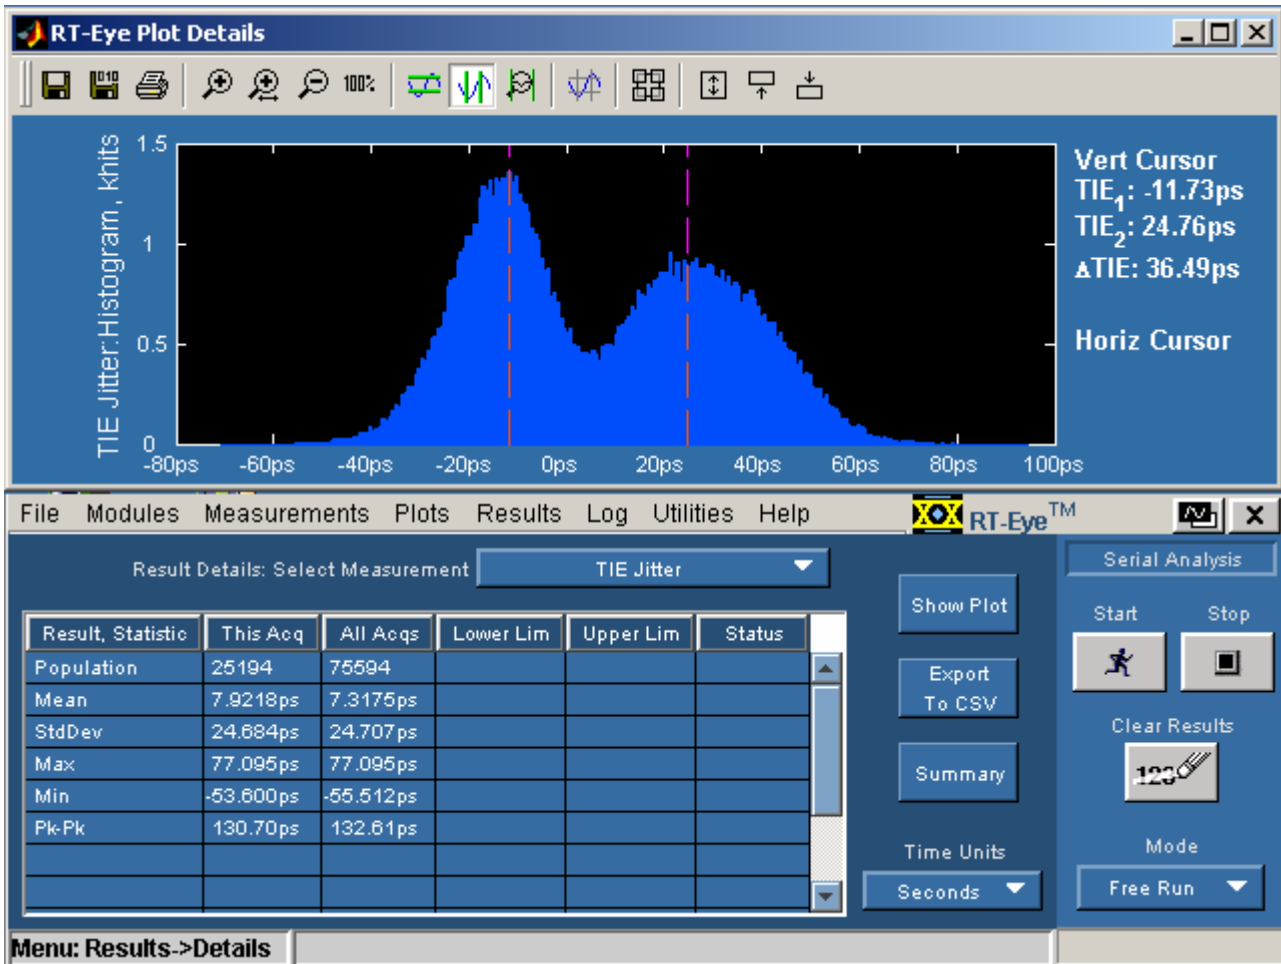 RT-Eye Plot Details
100%
TIE Jitter:Histogram, khits
1.5
1
0.5
0
-80ps -60ps -40ps -20ps 0ps 20ps 40ps 60ps 80ps 100ps
Vert Cursor
TIE1: -11.73ps
TIE2: 24.76ps
ΔTIE: 36.49ps
Horiz Cursor
File Modules Measurements Plots Results Log Utilities Help RT-Eye™
Result Details: Select Measurement TIE Jitter
Result, Statistic This Acq All Acqs Lower Lim Upper Lim Status
Population 25194 75594
Mean 7.9218ps 7.3175ps
StdDev 24.684ps 24.707ps
Max 77.095ps 77.095ps
Min -53.600ps -55.512ps
Pk-Pk 130.70ps 132.61ps
Show Plot
Export
To CSV
Summary
Time Units
Seconds
Serial Analysis
Start Stop
Clear Results
123
Mode
Free Run
Menu: Results->Details